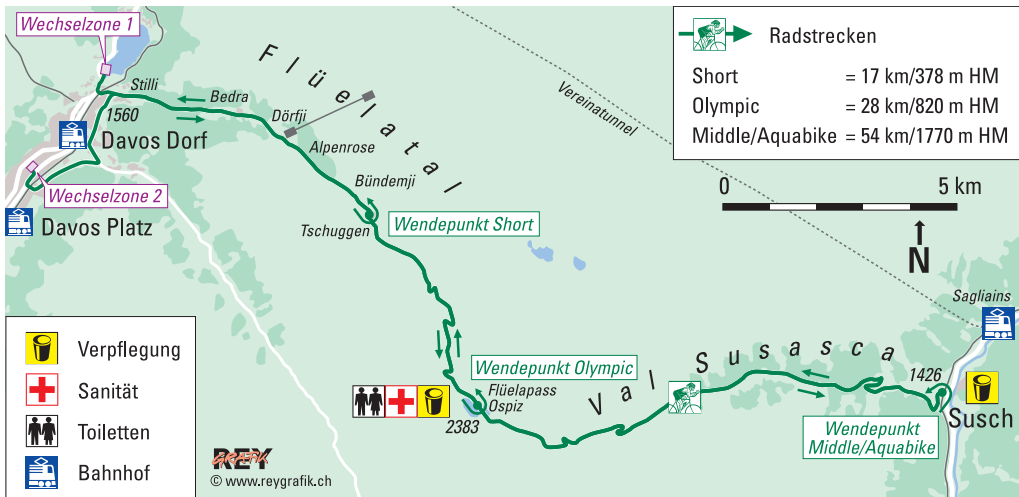 Wechselzone 1
Stilli
Bedra
1560
Davos Dorf
Dörfji
Alpenrose
Bündemji
Flüelatal
Vereinatunnel
Wechselzone 2
Davos Platz
Tschuggen
Wendepunkt Short
Radstrecken
Short = 17 km/378 m HM
Olympic = 28 km/820 m HM
Middle/Aquabike = 54 km/1770 m HM
0 5 km
N
Sagliains
Wendepunkt Olympic
Flüelapass
Ospiz
2383
Val Susasca
1426
Susch
Wendepunkt
Middle/Aquabike
Verpflegung
Sanität
Toiletten
Bahnhof
REY
GRAFIK
© www.reygrafik.ch